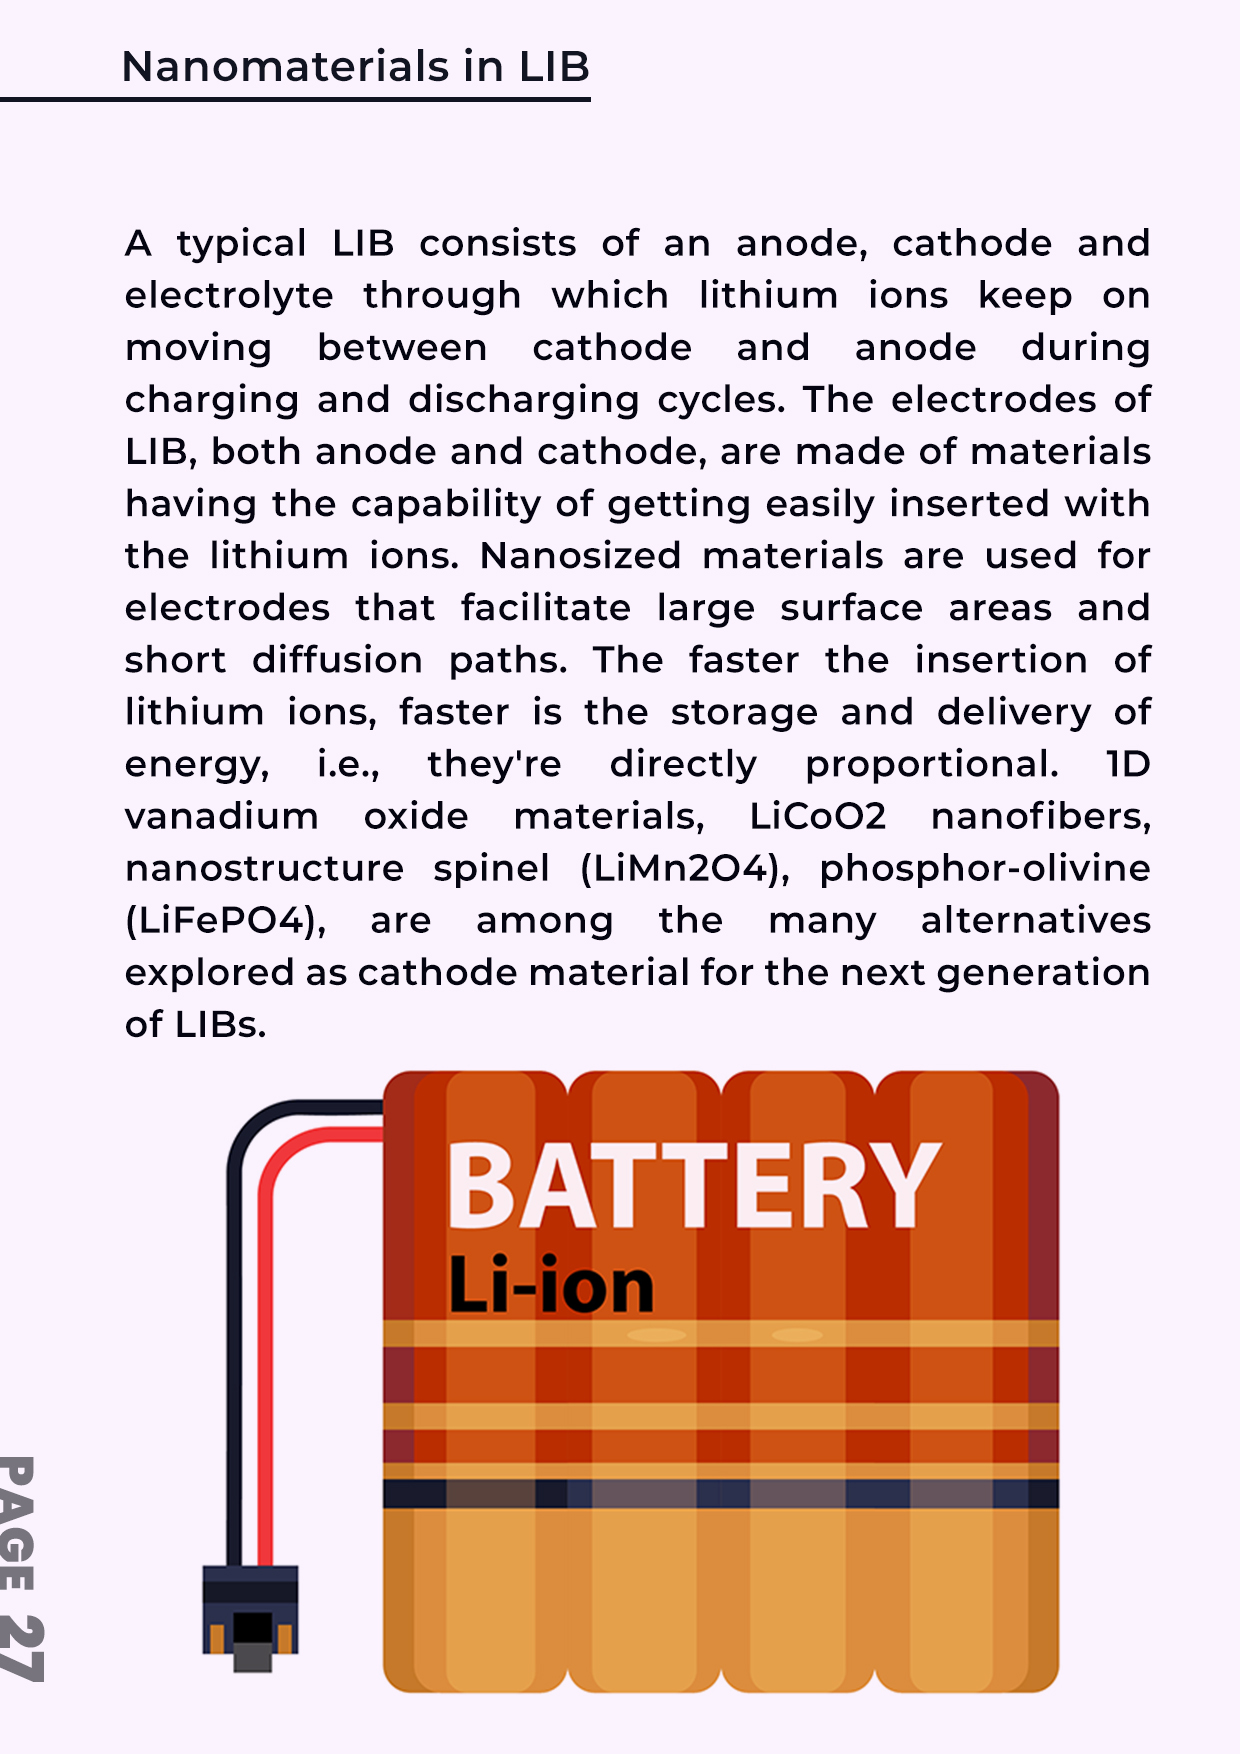 Nanomaterials in LIB
A typical LIB consists of an anode, cathode and
electrolyte through which lithium ions keep on
moving between cathode and anode during
charging and discharging cycles. The electrodes of
LIB, both anode and cathode, are made of materials
having the capability of getting easily inserted with
the lithium ions. Nanosized materials are used for
electrodes that facilitate large surface areas and
short diffusion paths. The faster the insertion of
lithium ions, faster is the storage and delivery of
energy, i.e., they're directly proportional. 1D
vanadium oxide materials, LiCoO2 nanofibers,
nanostructure spinel (LiMn2O4), phosphor-olivine
(LiFePO4), are among the many alternatives
explored as cathode material for the next generation
of LIBs.
BATTERY
Li-ion
PAGE 27